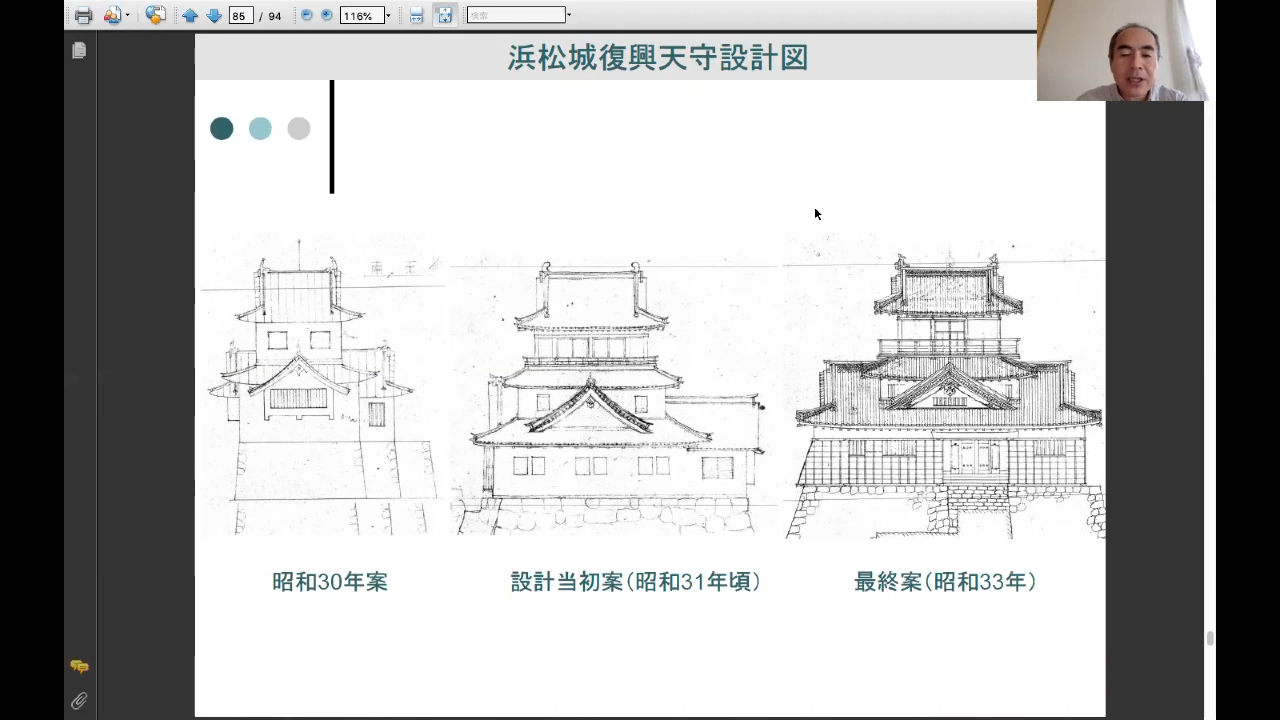 85 / 94
116%
検索
浜松城復興天守設計図
昭和30年案
設計当初案(昭和31年頃)
最終案(昭和33年)